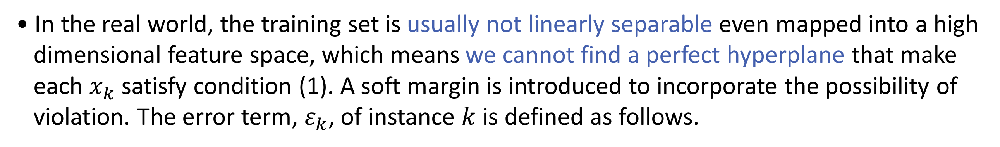 • In the real world, the training set is usually not linearly separable even mapped into a high
dimensional feature space, which means we cannot find a perfect hyperplane that make
each 𝑥ₖ satisfy condition (1). A soft margin is introduced to incorporate the possibility of
violation. The error term, 𝜀ₖ, of instance 𝑘 is defined as follows.